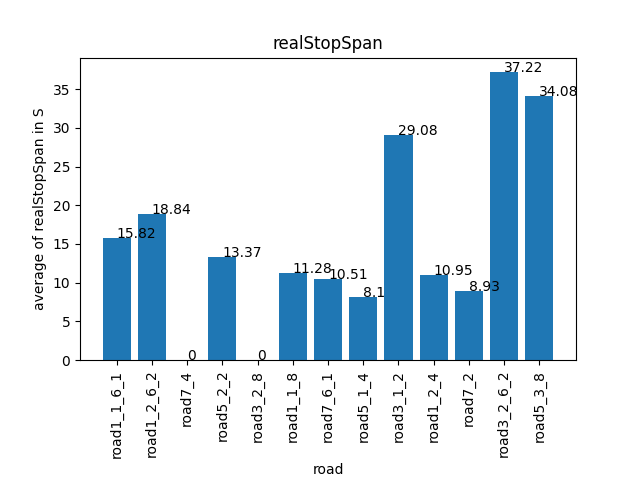 realStopSpan
average of realStopSpan in S
35
30
25
20
15
10
5
0
15.82
18.84
0
13.37
0
11.28
10.51
8.1
29.08
10.95
8.93
37.22
34.08
road1_1_6_1
road1_2_6_2
road7_4
road5_2_2
road3_2_8
road1_1_8
road7_6_1
road5_1_4
road3_1_2
road1_2_4
road7_2
road3_2_6_2
road5_3_8
road